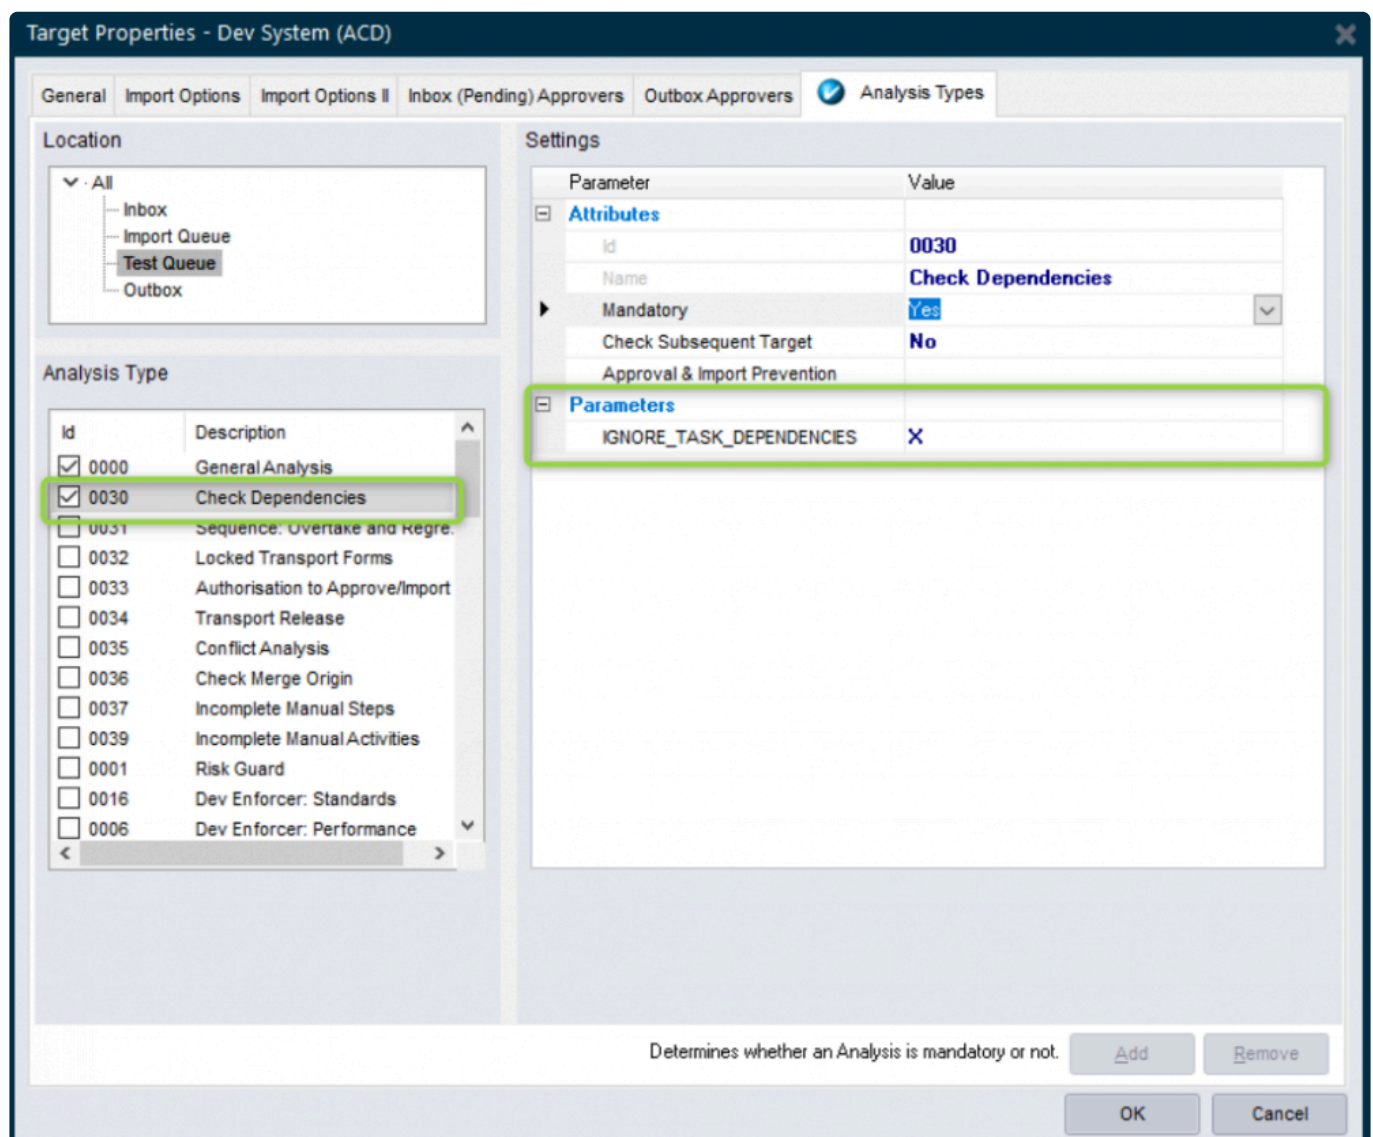 Target Properties - Dev System (ACD)
General Import Options Import Options II Inbox (Pending) Approvers Outbox Approvers Analysis Types
Location
All
Inbox
Import Queue
Test Queue
Outbox
Analysis Type
Id Description
0000 General Analysis
0030 Check Dependencies
0031 Sequence: Overtake and Regre.
0032 Locked Transport Forms
0033 Authorisation to Approve/Import
0034 Transport Release
0035 Conflict Analysis
0036 Check Merge Origin
0037 Incomplete Manual Steps
0039 Incomplete Manual Activities
0001 Risk Guard
0016 Dev Enforcer: Standards
0006 Dev Enforcer: Performance
Settings
Parameter Value
Attributes
Id 0030
Name Check Dependencies
Mandatory Yes
Check Subsequent Target No
Approval & Import Prevention
Parameters
IGNORE_TASK_DEPENDENCIES X
Determines whether an Analysis is mandatory or not. Add Remove
OK Cancel